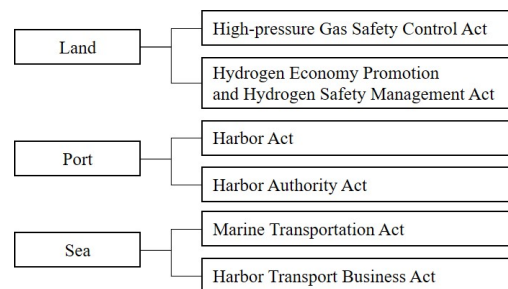 Land
High-pressure Gas Safety Control Act
Hydrogen Economy Promotion
and Hydrogen Safety Management Act
Port
Harbor Act
Harbor Authority Act
Sea
Marine Transportation Act
Harbor Transport Business Act